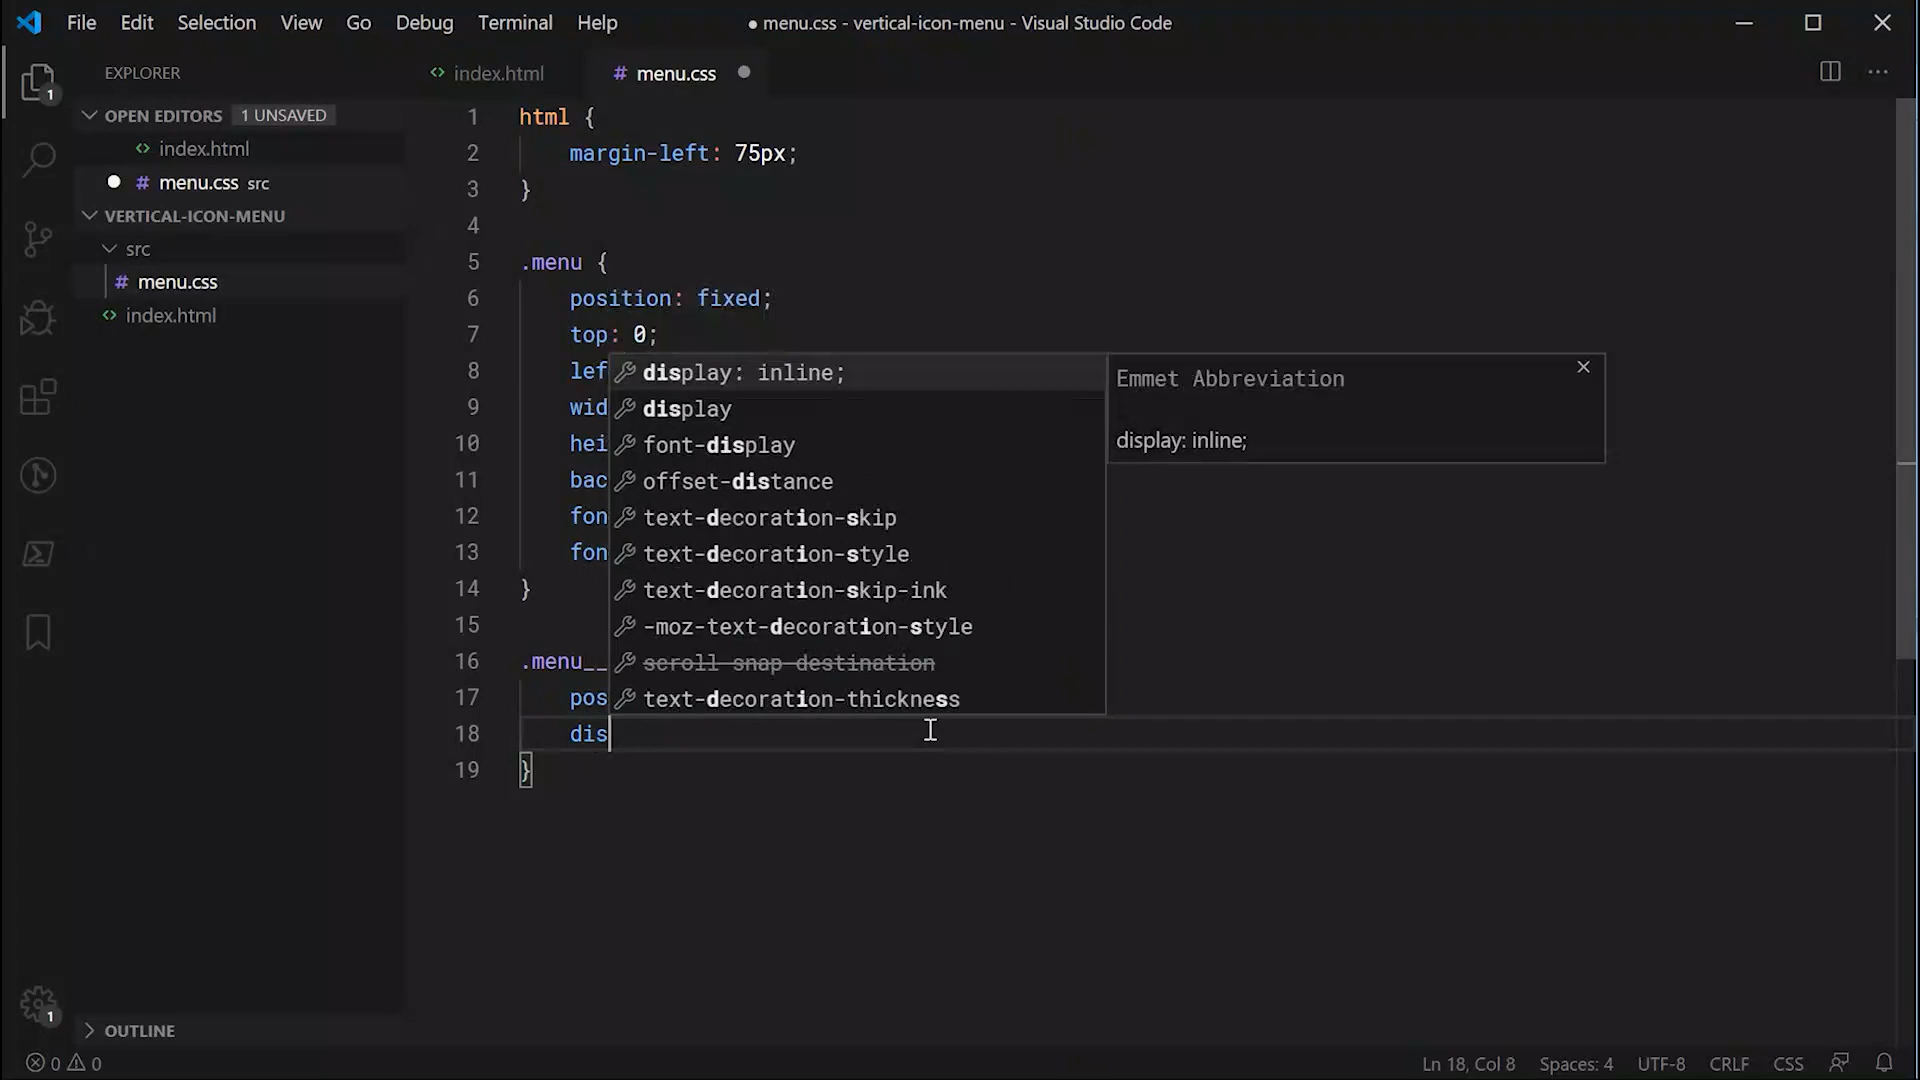 File Edit Selection View Go Debug Terminal Help
● menu.css - vertical-icon-menu - Visual Studio Code
EXPLORER
1
OPEN EDITORS 1 UNSAVED
<> index.html
● # menu.css src
VERTICAL-ICON-MENU
src
# menu.css
<> index.html
1
OUTLINE
<> index.html # menu.css ●
1 html {
2 margin-left: 75px;
3 }
4
5 .menu {
6 position: fixed;
7 top: 0;
8 lef
9 wid
10 hei
11 bac
12 fon
13 fon
14 }
15
16 .menu__
17 pos
18 dis
19 }
display: inline;
display
font-display
offset-distance
text-decoration-skip
text-decoration-style
text-decoration-skip-ink
-moz-text-decoration-style
scroll-snap-destination
text-decoration-thickness
Emmet Abbreviation
display: inline;
0 0
Ln 18, Col 8 Spaces: 4 UTF-8 CRLF CSS